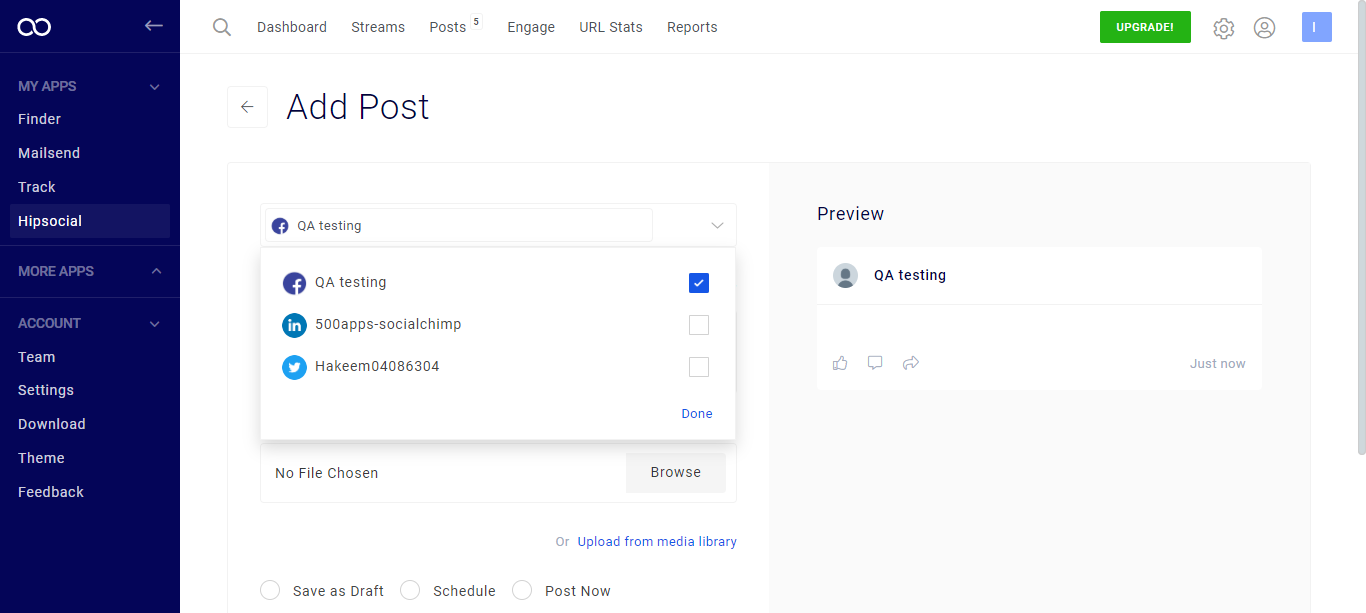 Dashboard Streams Posts 5 Engage URL Stats Reports UPGRADE! I
MY APPS
Finder
Mailsend
Track
Hipsocial
MORE APPS
ACCOUNT
Team
Settings
Download
Theme
Feedback
Add Post
QA testing
QA testing
500apps-socialchimp
Hakeem04086304
Done
No File Chosen Browse
Or Upload from media library
Save as Draft Schedule Post Now
Preview
QA testing
Just now